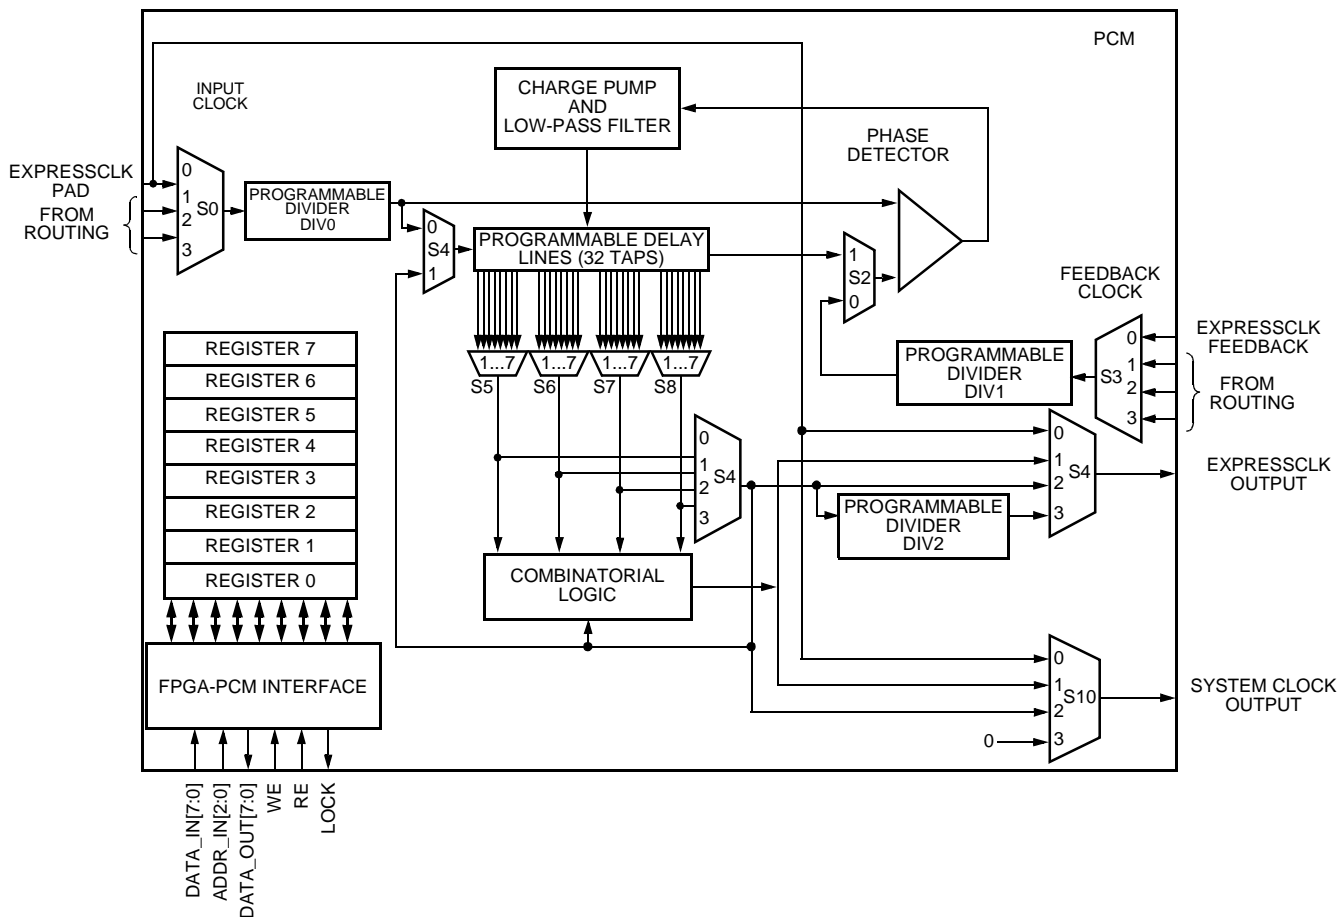 PCM
INPUT
CLOCK
CHARGE PUMP
AND
LOW-PASS FILTER
PHASE
DETECTOR
EXPRESSCLK
PAD
FROM
ROUTING
0
1
2
3
S0
PROGRAMMABLE
DIVIDER
DIV0
0
S4
1
PROGRAMMABLE DELAY
LINES (32 TAPS)
1
S2
0
FEEDBACK
CLOCK
EXPRESSCLK
FEEDBACK
FROM
ROUTING
0
1
2
3
S3
PROGRAMMABLE
DIVIDER
DIV1
REGISTER 7
REGISTER 6
REGISTER 5
REGISTER 4
REGISTER 3
REGISTER 2
REGISTER 1
REGISTER 0
1...7
1...7
1...7
1...7
S5
S6
S7
S8
0
1
2
3
S4
0
1
2
3
S4
EXPRESSCLK
OUTPUT
PROGRAMMABLE
DIVIDER
DIV2
COMBINATORIAL
LOGIC
FPGA-PCM INTERFACE
0
1
2
3
S10
0
SYSTEM CLOCK
OUTPUT
DATA_IN[7:0]
ADDR_IN[2:0]
DATA_OUT[7:0]
WE
RE
LOCK